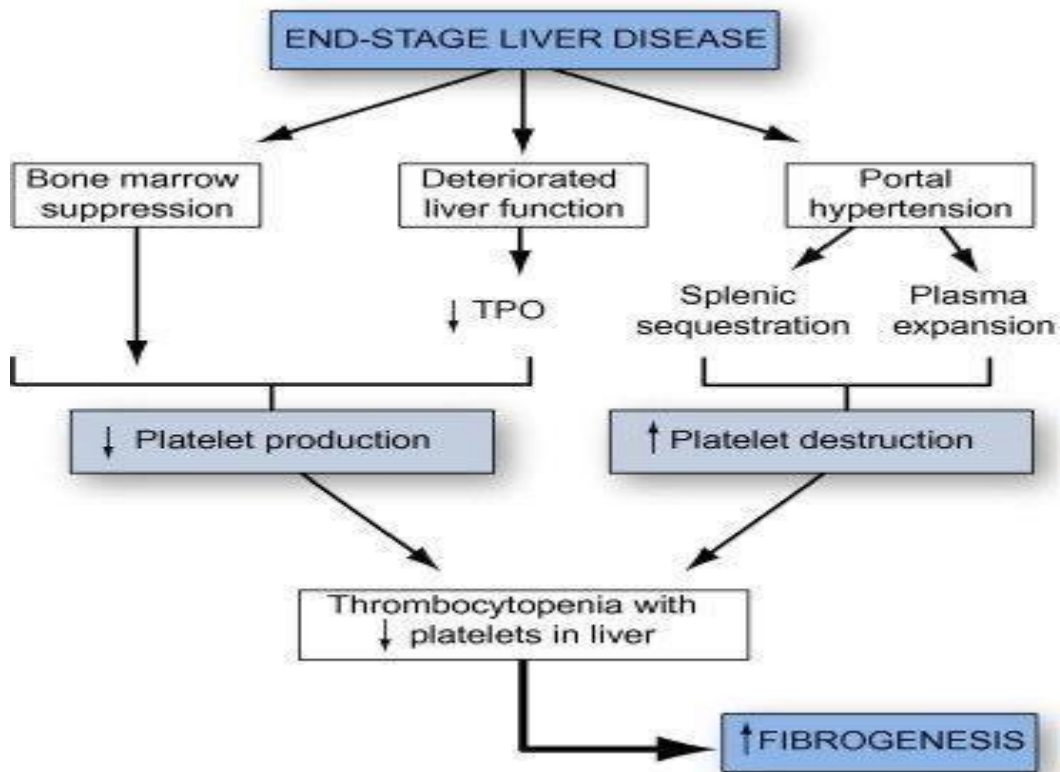 END-STAGE LIVER DISEASE
Bone marrow
suppression
Deteriorated
liver function
Portal
hypertension
↓ TPO
Splenic
sequestration
Plasma
expansion
↓ Platelet production
↑ Platelet destruction
Thrombocytopenia with
↓ platelets in liver
↑FIBROGENESIS